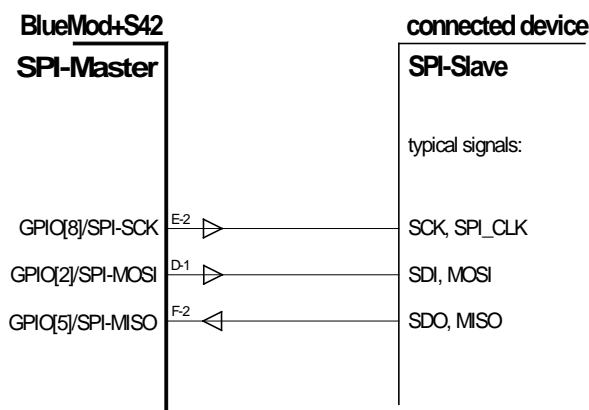 BlueMod+S42
connected device
SPI-Master
SPI-Slave
typical signals:
GPIO[8]/SPI-SCK E-2 SCK, SPI_CLK
GPIO[2]/SPI-MOSI D-1 SDI, MOSI
GPIO[5]/SPI-MISO F-2 SDO, MISO